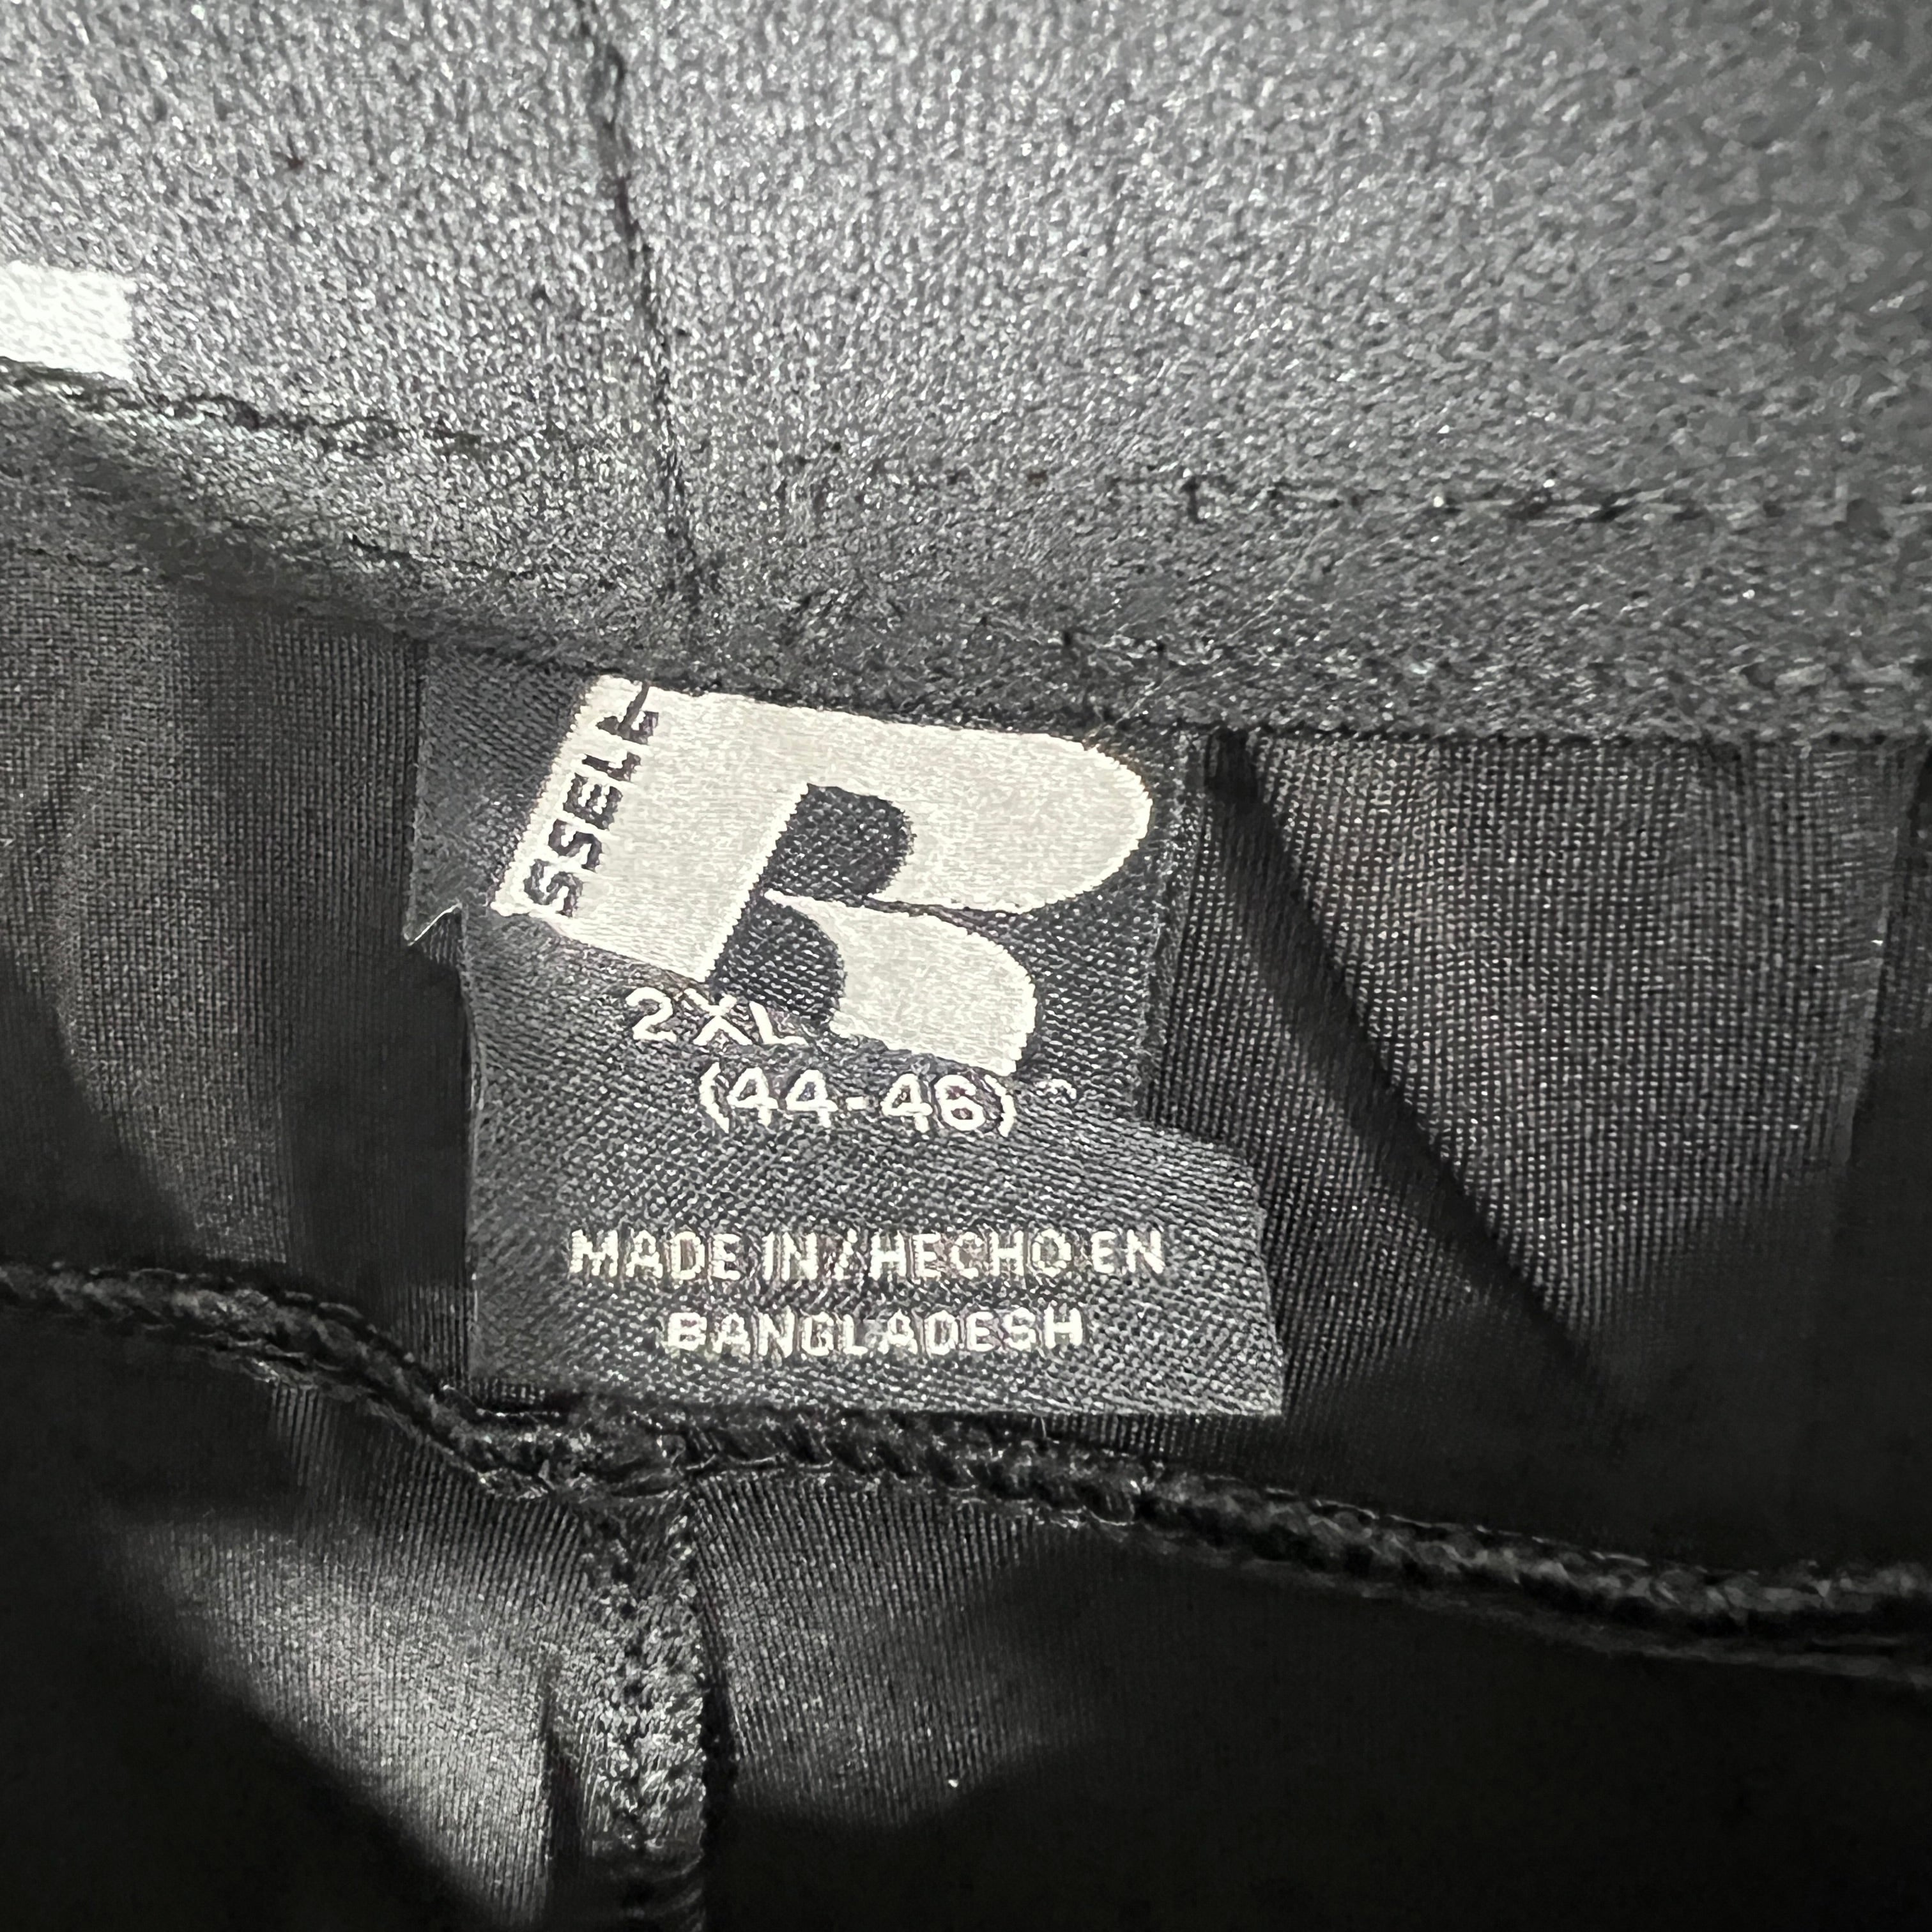 SSELL
2XL
(44-46)
MADE IN / HECHO EN
BANGLADESH